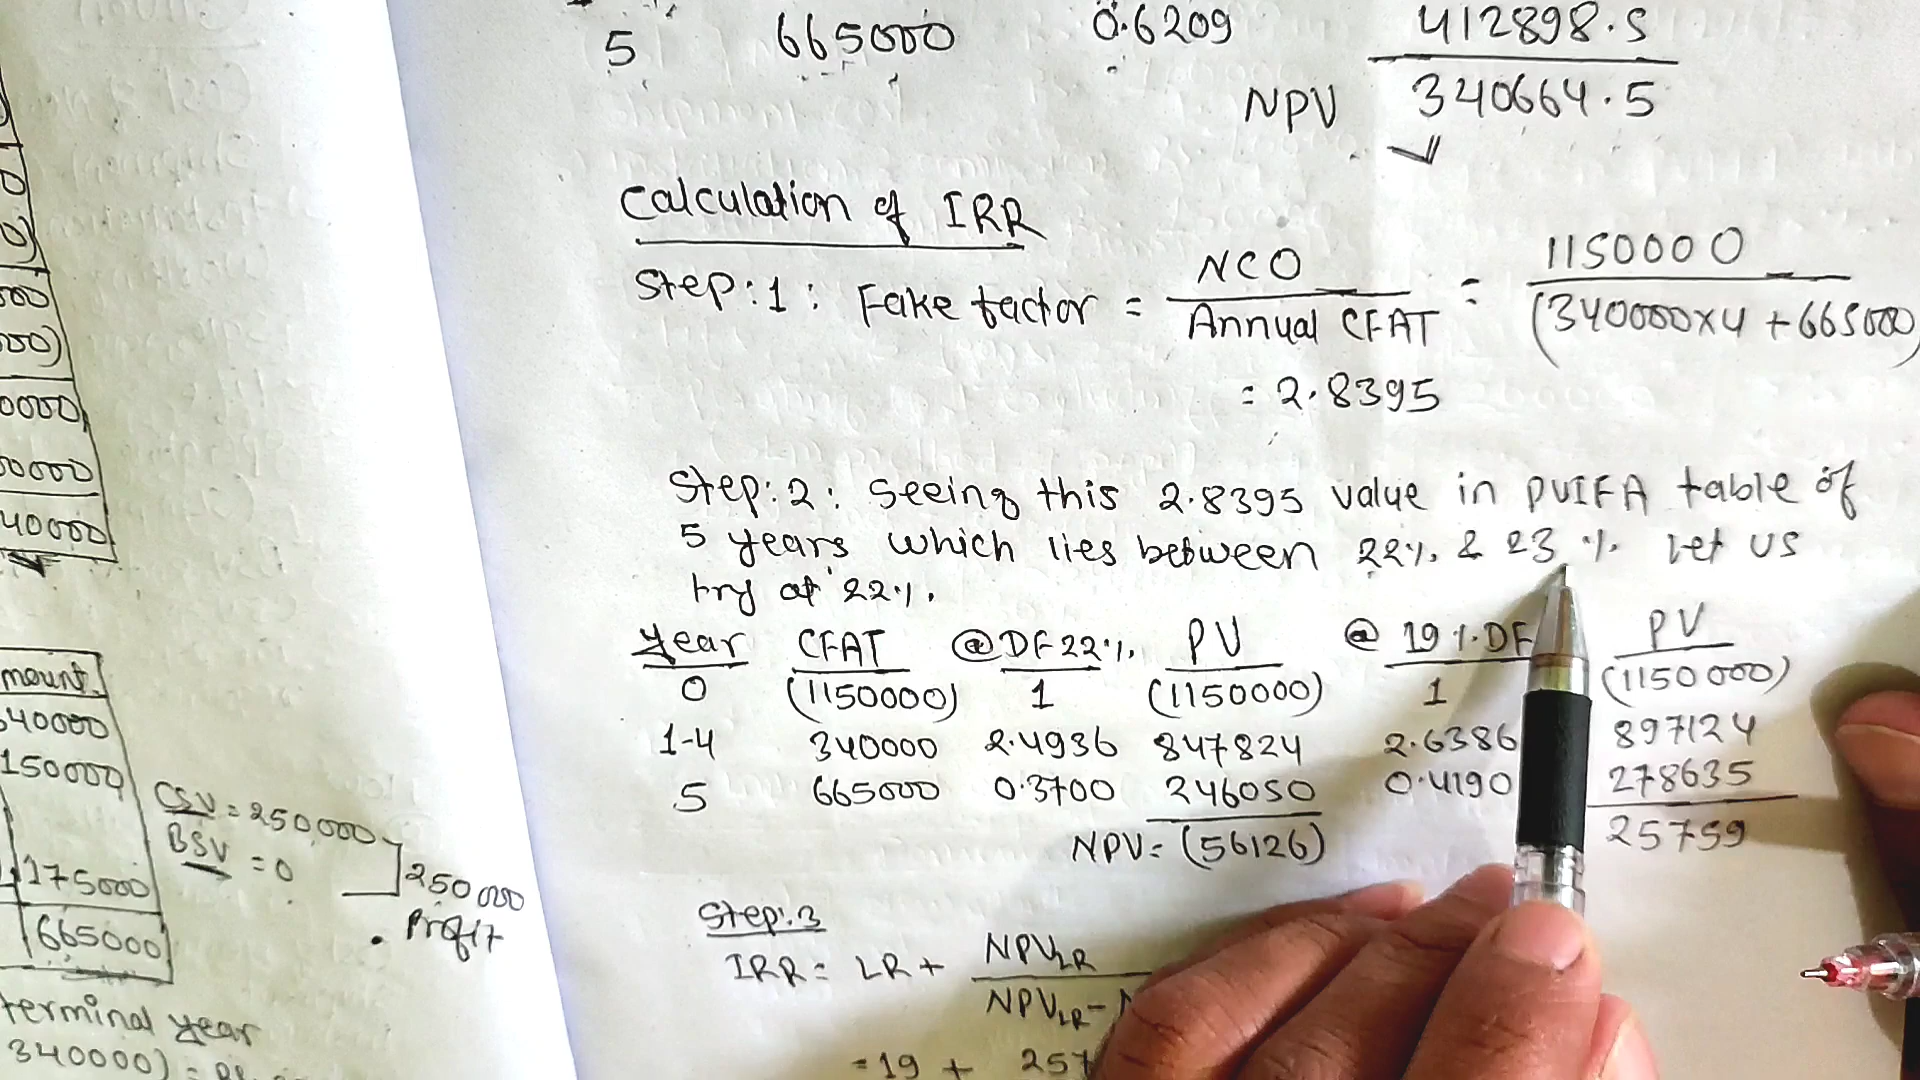 5 665000 0.6209 412898.5
NPV 340664.5
Calculation of IRR
Step:1: Fake factor = NCO / Annual CFAT = 1150000 / (340000x4 + 665000)
= 2.8395
Step:2: Seeing this 2.8395 value in PVIFA table of
5 years which lies between 22% & 23 % Let us
try at 22%.
year CFAT @DF 22% PV @ 19 % DF PV
0 (1150000) 1 (1150000) 1 (1150000)
1-4 340000 2.4936 847824 2.6386 897124
5 665000 0.3700 246050 0.4190 278635
NPV = (56126) 25759
Step:3
IRR = LR + NPVLR
NPVLR -
= 19 + 257
40000
mount
40000
150000
CSV = 250,000
BSV = 0
250000
Profit
175000
665000
terminal year
340000) =